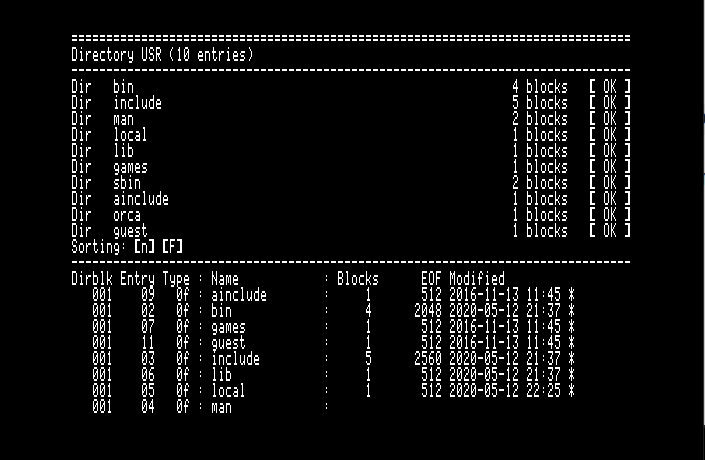 ================================================================================
Directory USR (10 entries)
--------------------------------------------------------------------------------
Dir   bin                                                      4 blocks   [ OK ]
Dir   include                                                  5 blocks   [ OK ]
Dir   man                                                      2 blocks   [ OK ]
Dir   local                                                    1 blocks   [ OK ]
Dir   lib                                                      1 blocks   [ OK ]
Dir   games                                                    1 blocks   [ OK ]
Dir   sbin                                                     2 blocks   [ OK ]
Dir   ainclude                                                 1 blocks   [ OK ]
Dir   orca                                                     1 blocks   [ OK ]
Dir   guest                                                    1 blocks   [ OK ]
Sorting: [n] [F]
--------------------------------------------------------------------------------
Dirblk Entry Type : Name            : Blocks      EOF Modified
   001    09   0f : ainclude        :     1       512 2016-11-13 11:45 *
   001    02   0f : bin             :     4      2048 2020-05-12 21:37 *
   001    07   0f : games           :     1       512 2016-11-13 11:45 *
   001    11   0f : guest           :     1       512 2016-11-13 11:45 *
   001    03   0f : include         :     5      2560 2020-05-12 21:37 *
   001    06   0f : lib             :     1       512 2020-05-12 21:37 *
   001    05   0f : local           :     1       512 2020-05-12 22:25 *
   001    04   0f : man             :